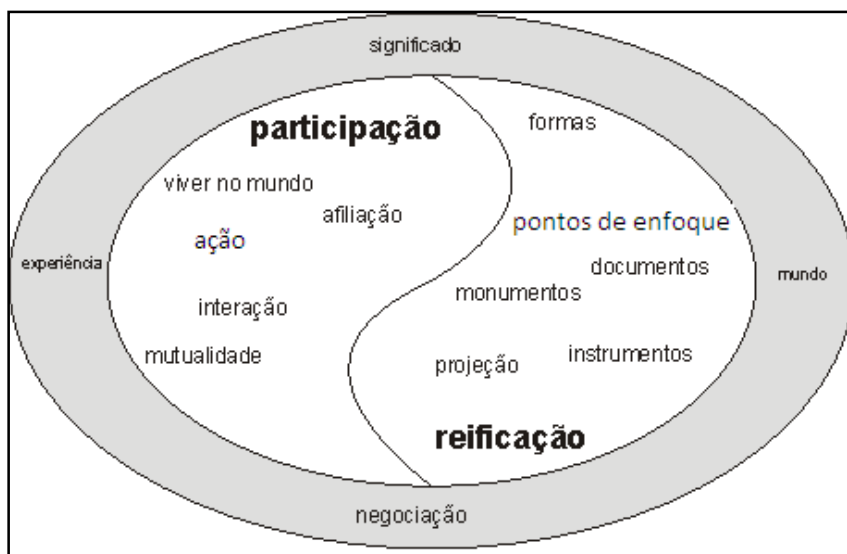 significado
participação
formas
viver no mundo
afiliação
pontos de enfoque
ação
experiência
documentos
mundo
monumentos
interação
mutualidade
projeção
instrumentos
reificação
negociação